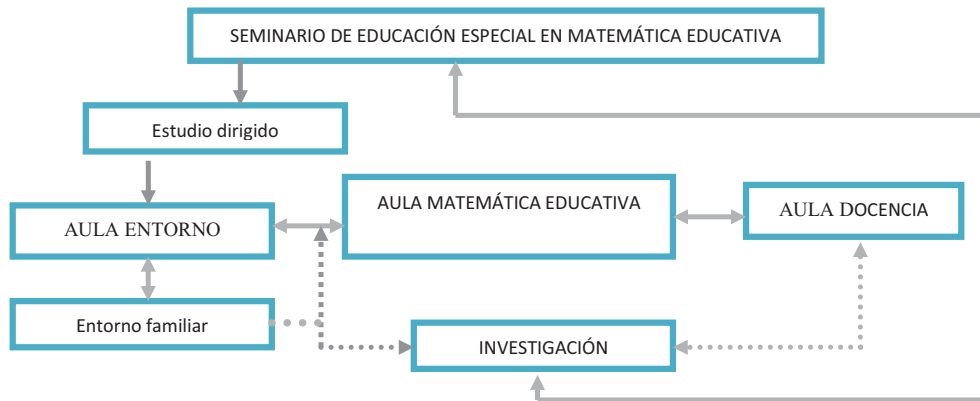 SEMINARIO DE EDUCACIÓN ESPECIAL EN MATEMÁTICA EDUCATIVA
Estudio dirigido
AULA ENTORNO
AULA MATEMÁTICA EDUCATIVA
AULA DOCENCIA
Entorno familiar
INVESTIGACIÓN